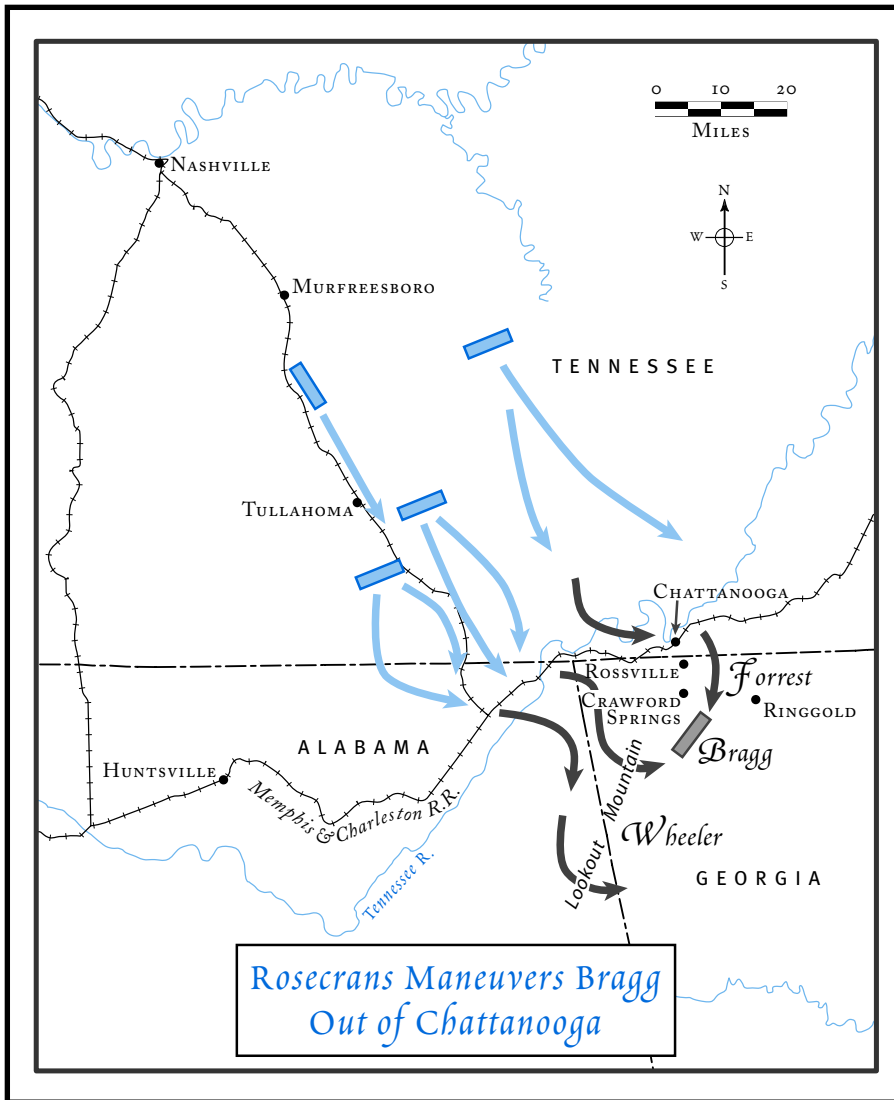 0 10 20
Miles
N
W E
S
Nashville
Murfreesboro
TENNESSEE
Tullahoma
Chattanooga
Rossville
Forrest
Crawford
Springs
Ringgold
Bragg
ALABAMA
Huntsville
Memphis & Charleston R.R.
Lookout Mountain
Wheeler
Tennessee R.
GEORGIA
Rosecrans Maneuvers Bragg
Out of Chattanooga